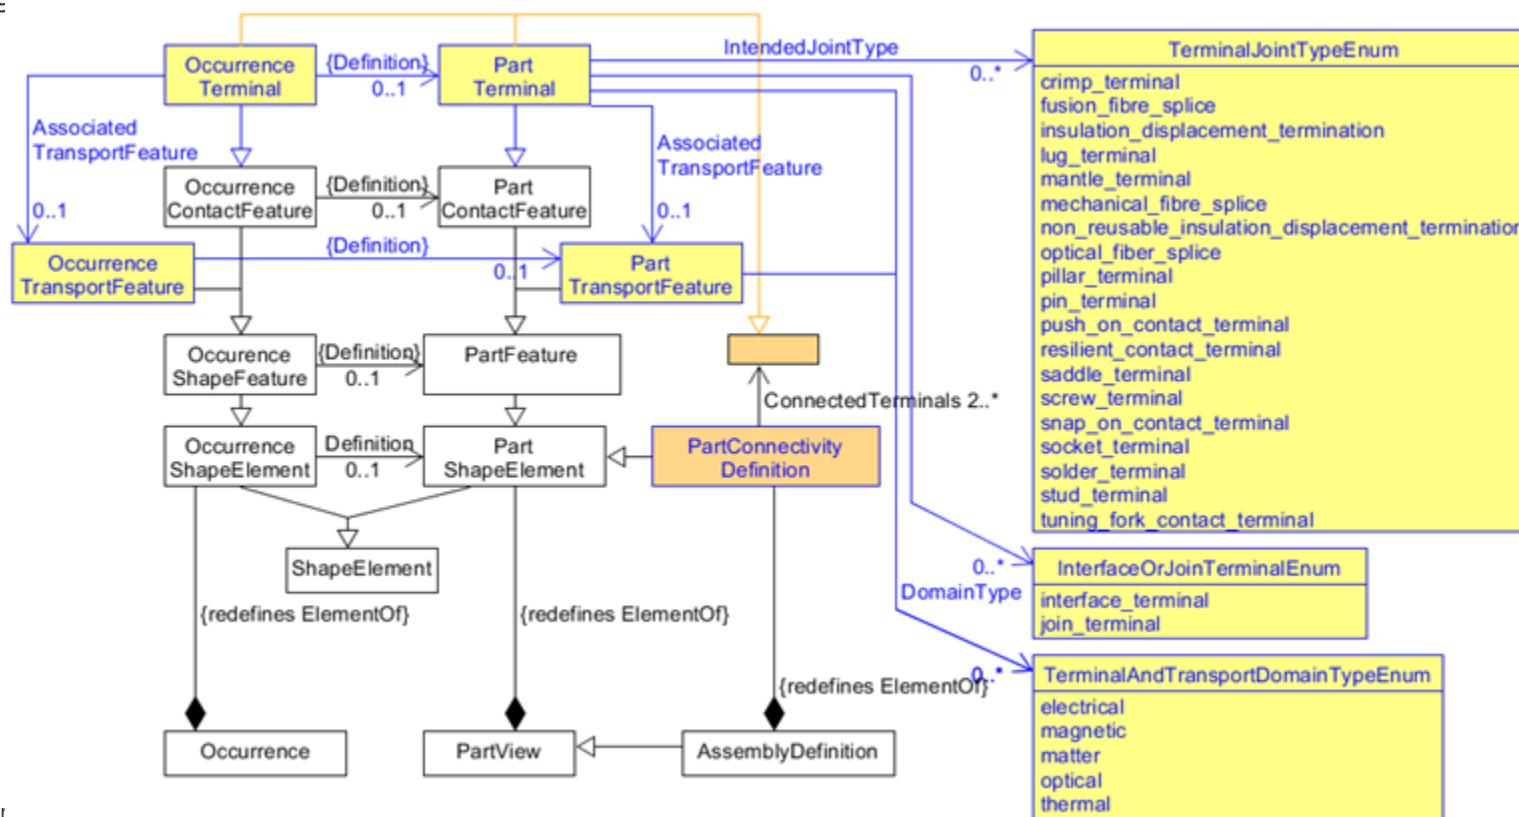 IntendedJointType
0..*
Occurrence
Terminal
{Definition}
0..1
Part
Terminal
Associated
TransportFeature
0..1
Associated
TransportFeature
0..1
Occurrence
ContactFeature
{Definition}
0..1
Part
ContactFeature
Occurrence
TransportFeature
{Definition}
0..1
Part
TransportFeature
Occurence
ShapeFeature
{Definition}
0..1
PartFeature
ConnectedTerminals 2..*
Occurrence
ShapeElement
Definition
0..1
Part
ShapeElement
PartConnectivity
Definition
ShapeElement
{redefines ElementOf}
{redefines ElementOf}
{redefines ElementOf}
Occurrence
PartView
AssemblyDefinition
TerminalJointTypeEnum
crimp_terminal
fusion_fibre_splice
insulation_displacement_termination
lug_terminal
mantle_terminal
mechanical_fibre_splice
non_reusable_insulation_displacement_termination
optical_fiber_splice
pillar_terminal
pin_terminal
push_on_contact_terminal
resilient_contact_terminal
saddle_terminal
screw_terminal
snap_on_contact_terminal
socket_terminal
solder_terminal
stud_terminal
tuning_fork_contact_terminal
0..*
DomainType
InterfaceOrJoinTerminalEnum
interface_terminal
join_terminal
0..*
TerminalAndTransportDomainTypeEnum
electrical
magnetic
matter
optical
thermal